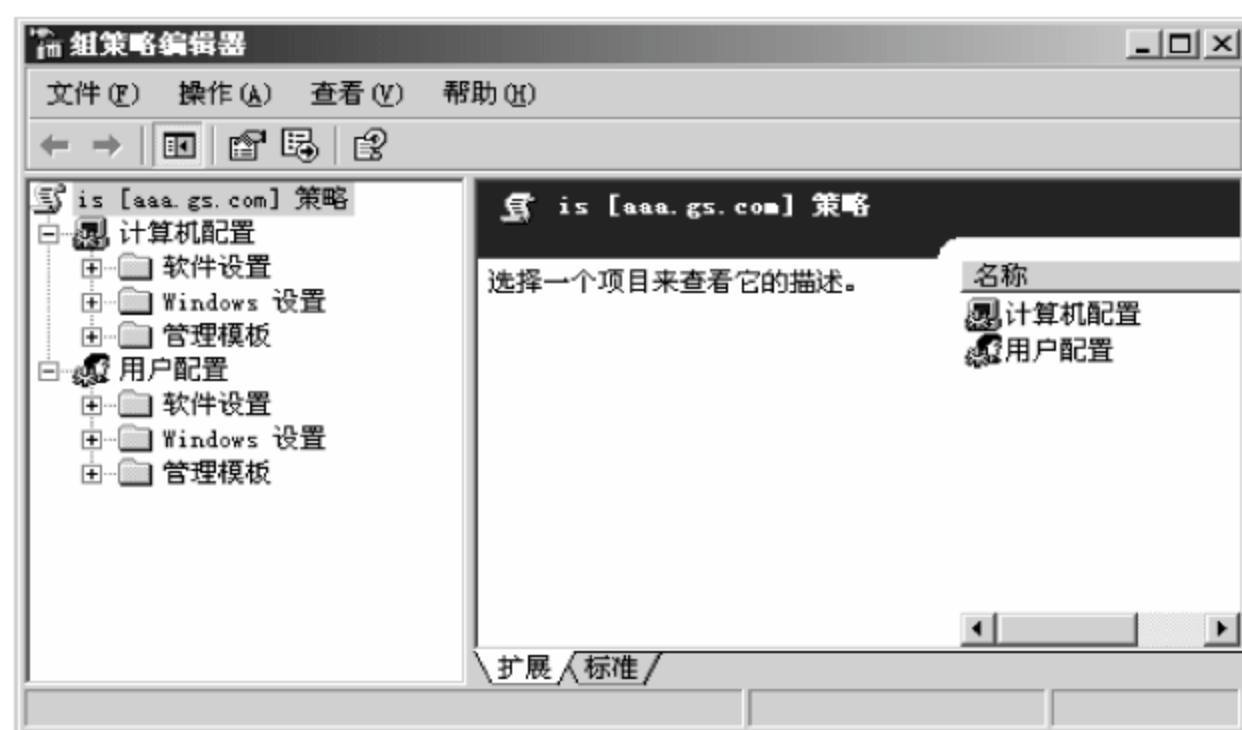 组策略编辑器
文件(F) 操作(A) 查看(V) 帮助(H)
is [aaa.gs.com] 策略
计算机配置
软件设置
Windows 设置
管理模板
用户配置
软件设置
Windows 设置
管理模板
is [aaa.gs.com] 策略
选择一个项目来查看它的描述。
名称
计算机配置
用户配置
扩展 标准